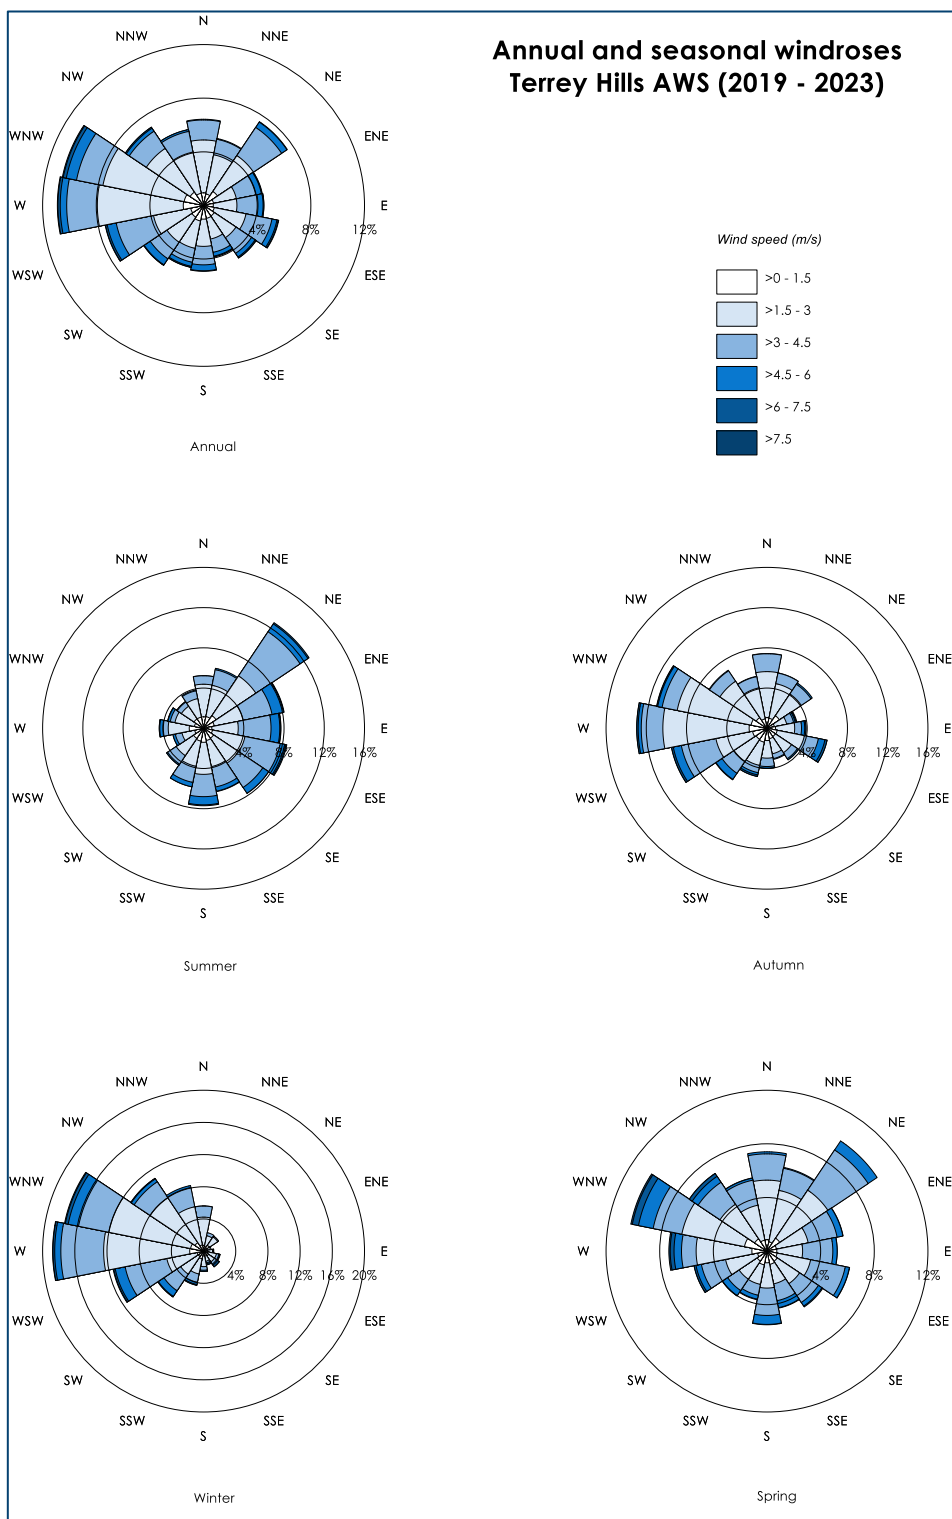 Annual and seasonal windroses
Terrey Hills AWS (2019 - 2023)
N
NNE
NE
ENE
E
ESE
SE
SSE
S
SSW
SW
WSW
W
WNW
NW
NNW
4%
8%
12%
Annual
Wind speed (m/s)
>0 - 1.5
>1.5 - 3
>3 - 4.5
>4.5 - 6
>6 - 7.5
>7.5
N
NNE
NE
ENE
E
ESE
SE
SSE
S
SSW
SW
WSW
W
WNW
NW
NNW
4%
8%
12%
16%
Summer
N
NNE
NE
ENE
E
ESE
SE
SSE
S
SSW
SW
WSW
W
WNW
NW
NNW
4%
8%
12%
16%
Autumn
N
NNE
NE
ENE
E
ESE
SE
SSE
S
SSW
SW
WSW
W
WNW
NW
NNW
4%
8%
12%
16%
20%
Winter
N
NNE
NE
ENE
E
ESE
SE
SSE
S
SSW
SW
WSW
W
WNW
NW
NNW
4%
8%
12%
Spring